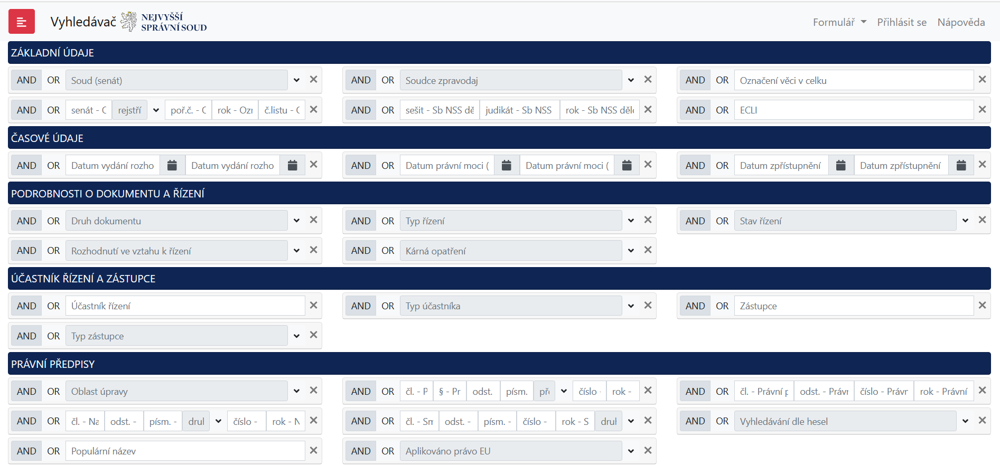 Vyhledávač NEJVYŠŠÍ SPRÁVNÍ SOUD Formulář Přihlásit se Nápověda
ZÁKLADNÍ ÚDAJE
AND OR Soud (senát) AND OR Soudce zpravodaj AND OR Označení věci v celku
AND OR senát - O rejstří poř.č. - O rok - Ozn č.listu - O AND OR sešit - Sb NSS dě judikát - Sb NSS rok - Sb NSS děle AND OR ECLI
ČASOVÉ ÚDAJE
AND OR Datum vydání rozho Datum vydání rozho AND OR Datum právní moci ( Datum právní moci ( AND OR Datum zpřístupnění Datum zpřístupnění
PODROBNOSTI O DOKUMENTU A ŘÍZENÍ
AND OR Druh dokumentu AND OR Typ řízení AND OR Stav řízení
AND OR Rozhodnutí ve vztahu k řízení AND OR Kárná opatření
ÚČASTNÍK ŘÍZENÍ A ZÁSTUPCE
AND OR Účastník řízení AND OR Typ účastníka AND OR Zástupce
AND OR Typ zástupce
PRÁVNÍ PŘEDPISY
AND OR Oblast úpravy AND OR čl. - P § - Pr odst. písm. pře číslo - rok - AND OR čl. - Právní p odst. - Právr číslo - Právr rok - Právní
AND OR čl. - Na odst. - písm. - drul číslo - rok - N AND OR čl. - Sm odst. - písm. - číslo - rok - S drul AND OR Vyhledávání dle hesel
AND OR Populární název AND OR Aplikováno právo EU